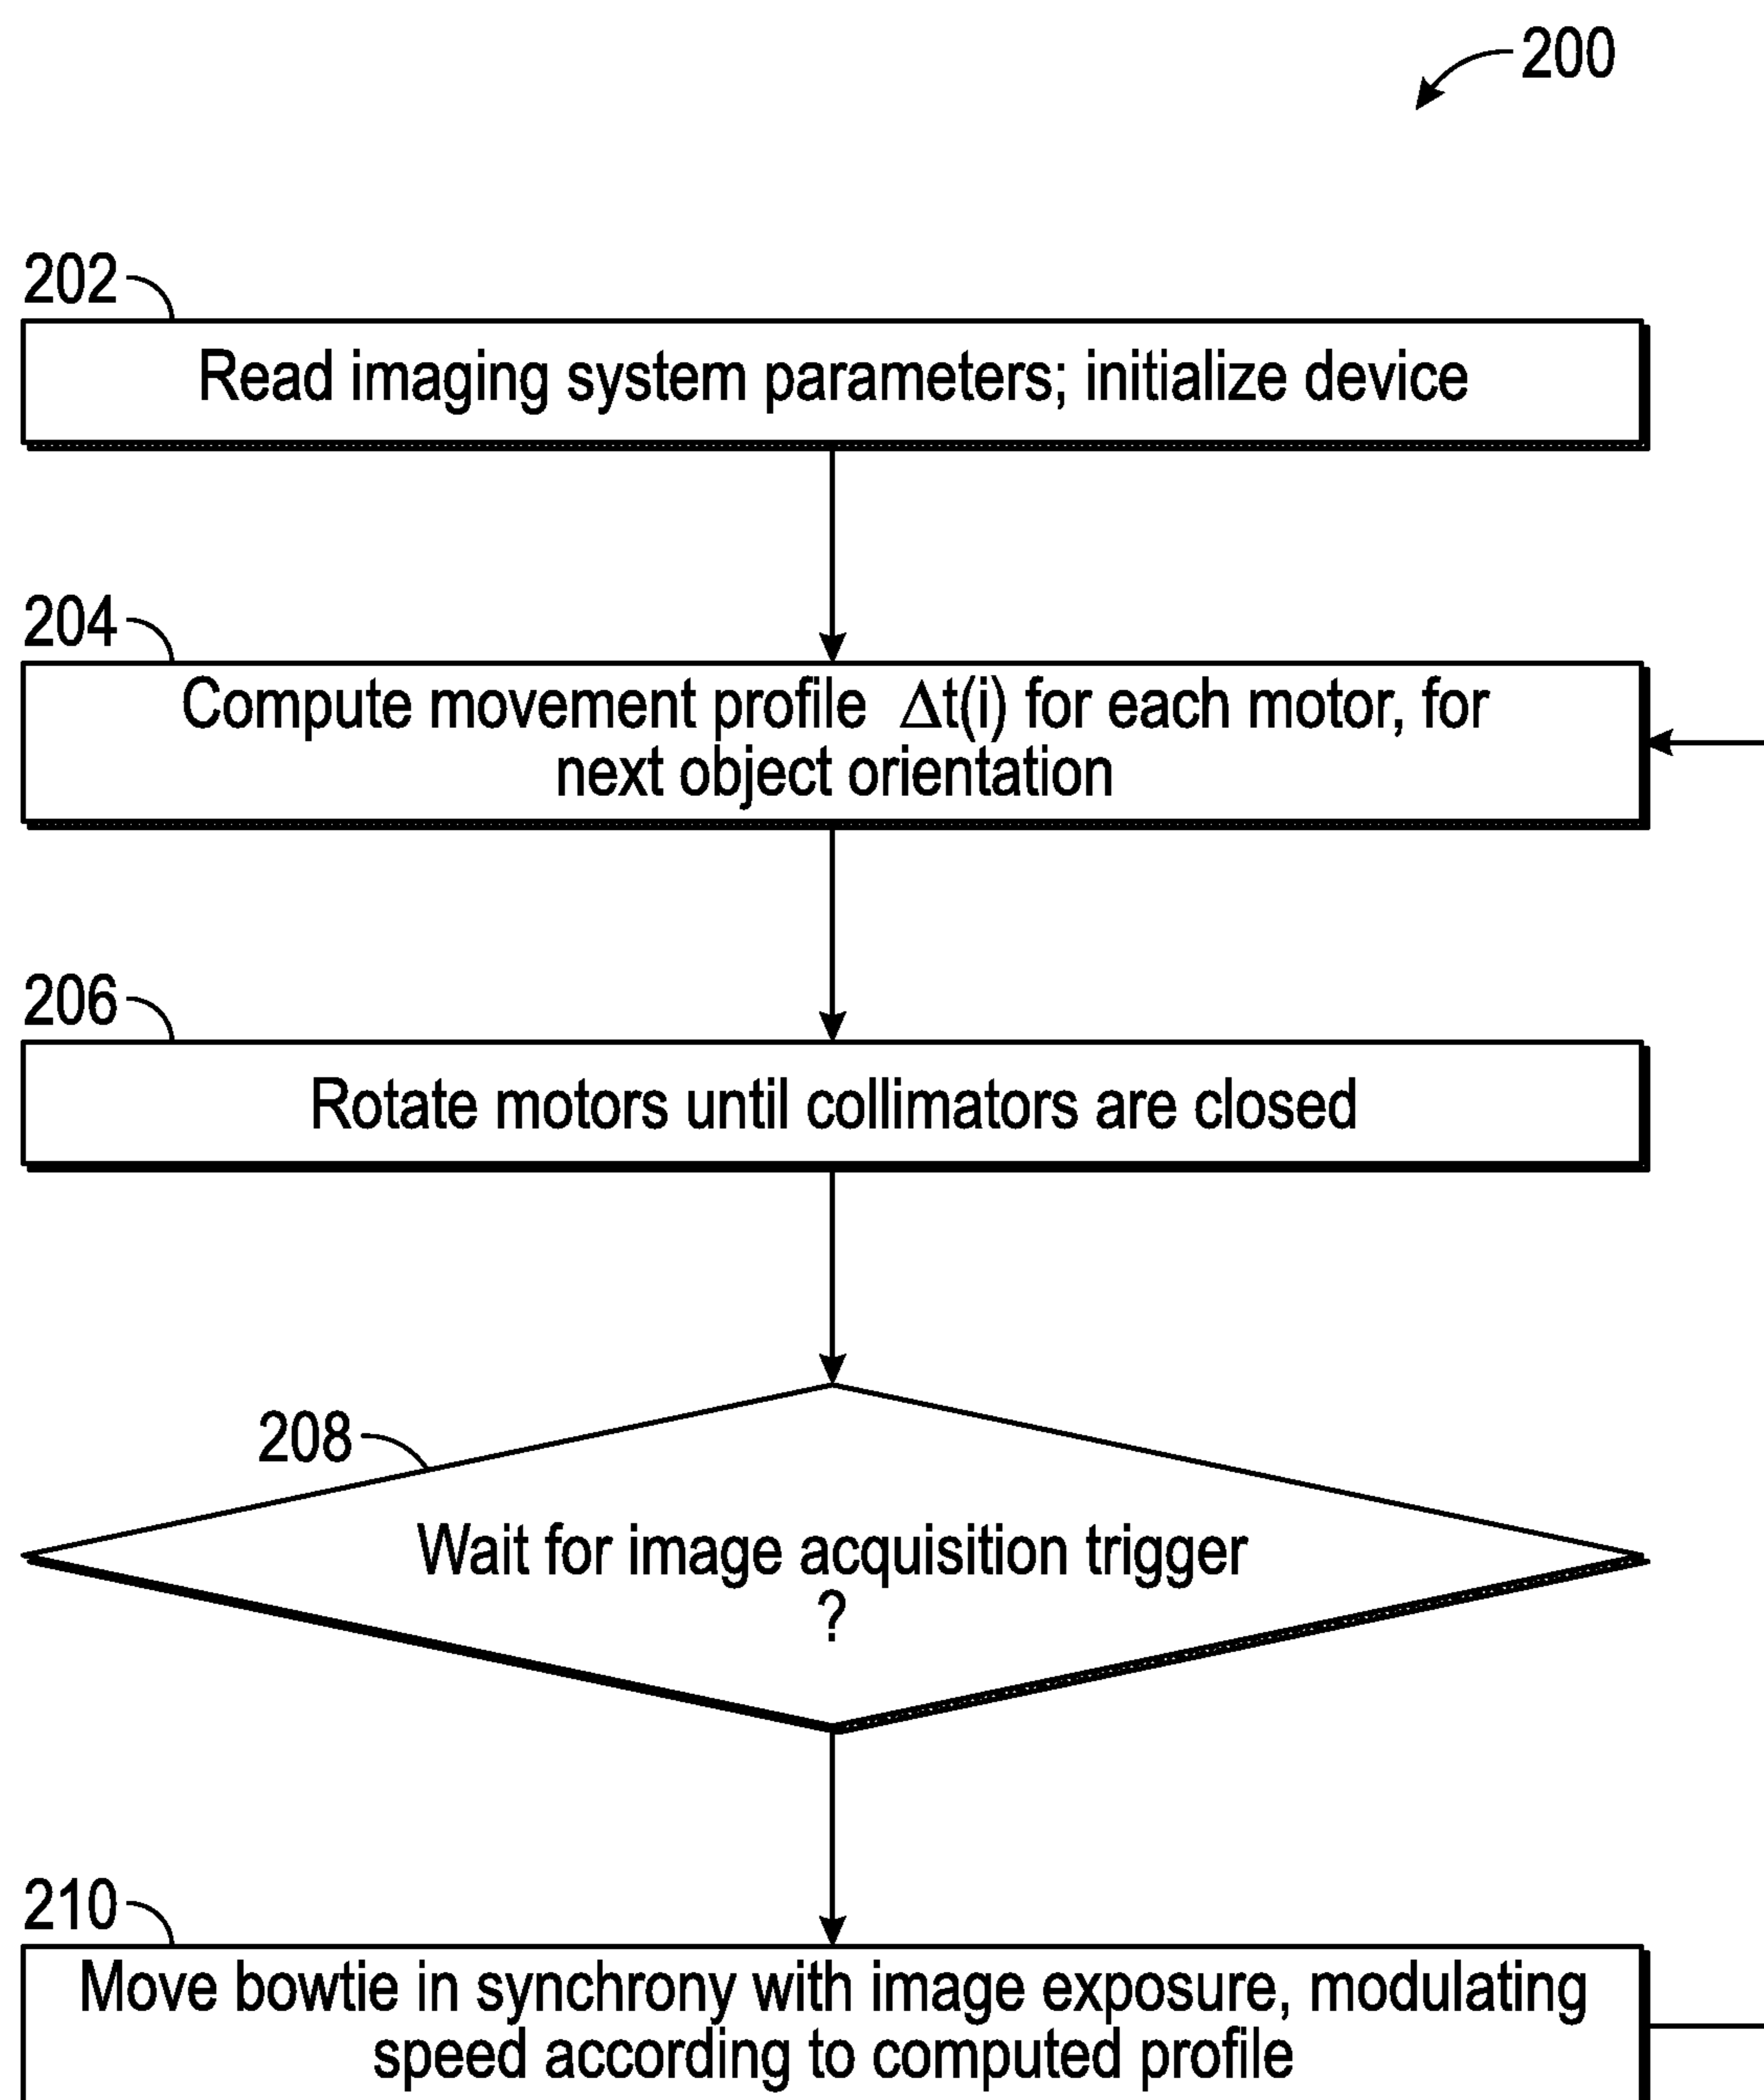 200
202
Read imaging system parameters; initialize device
204
Compute movement profile Δt(i) for each motor, for
next object orientation
206
Rotate motors until collimators are closed
208
Wait for image acquisition trigger
?
210
Move bowtie in synchrony with image exposure, modulating
speed according to computed profile